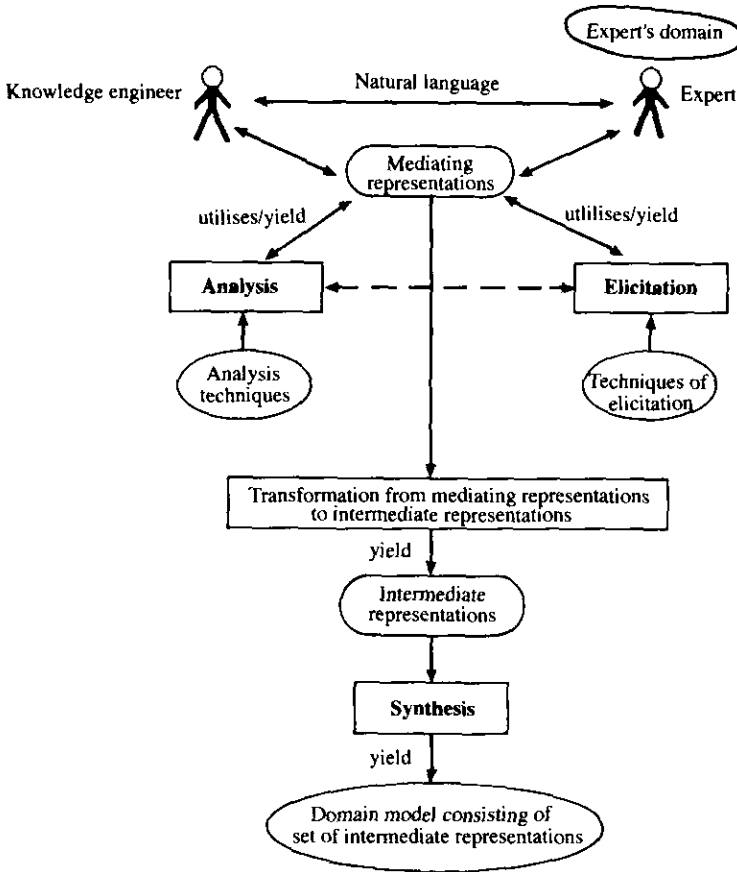 Expert's domain
Knowledge engineer
Natural language
Expert
Mediating
representations
utilises/yield
utlilises/yield
Analysis
Elicitation
Analysis
techniques
Techniques of
elicitation
Transformation from mediating representations
to intermediate representations
yield
Intermediate
representations
Synthesis
yield
Domain model consisting of
set of intermediate representations